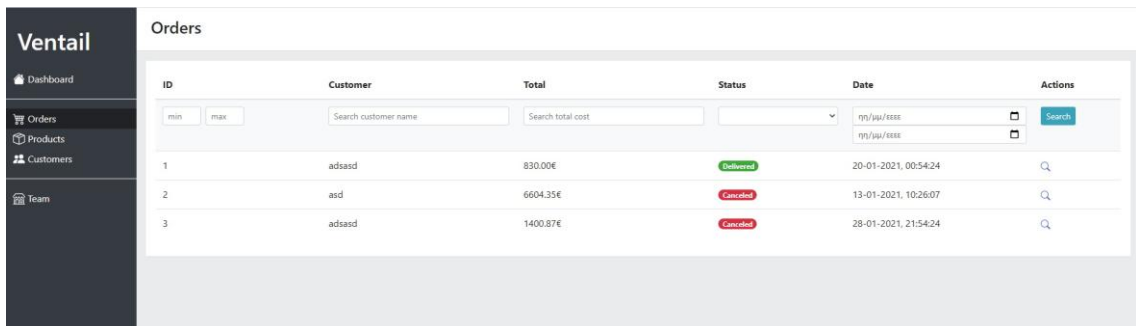 Ventail
Dashboard
Orders
Products
Customers
Team
Orders
ID Customer Total Status Date Actions
min max Search customer name Search total cost ηη/μμ/εεεε Search
ηη/μμ/εεεε
1 adsasd 830.00€ Delivered 20-01-2021, 00:54:24
2 asd 6604.35€ Canceled 13-01-2021, 10:26:07
3 adsasd 1400.87€ Canceled 28-01-2021, 21:54:24